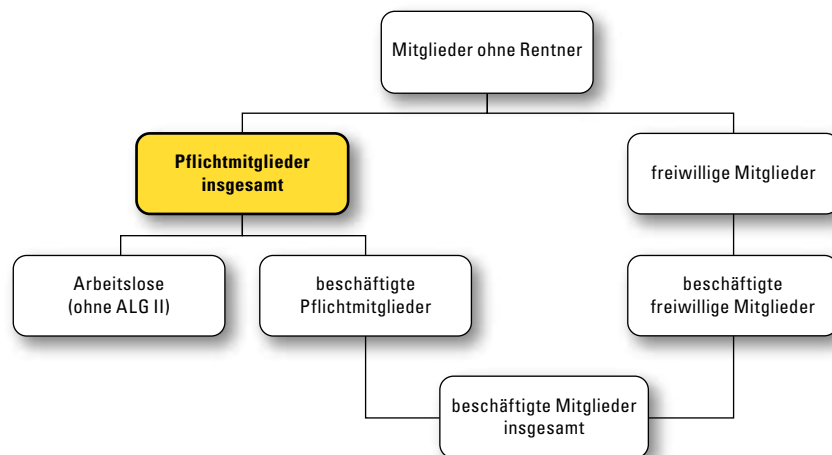 Mitglieder ohne Rentner
Pflichtmitglieder
insgesamt
freiwillige Mitglieder
Arbeitslose
(ohne ALG II)
beschäftigte
Pflichtmitglieder
beschäftigte
freiwillige Mitglieder
beschäftigte Mitglieder
insgesamt